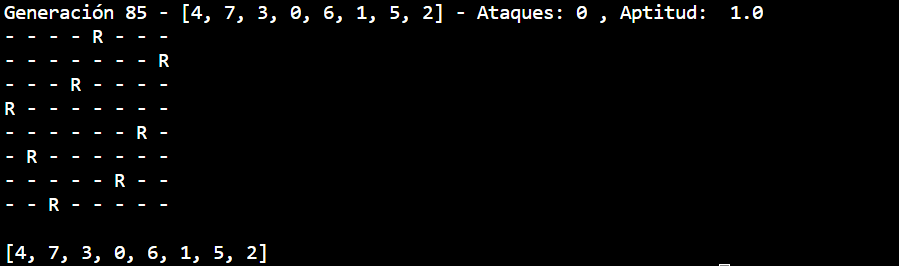 Generación 85 - [4, 7, 3, 0, 6, 1, 5, 2] - Ataques: 0 , Aptitud:  1.0
- - - - R - - -
- - - - - - - R
- - - R - - - -
R - - - - - - -
- - - - - - R -
- R - - - - - -
- - - - - R - -
- - R - - - - -
[4, 7, 3, 0, 6, 1, 5, 2]